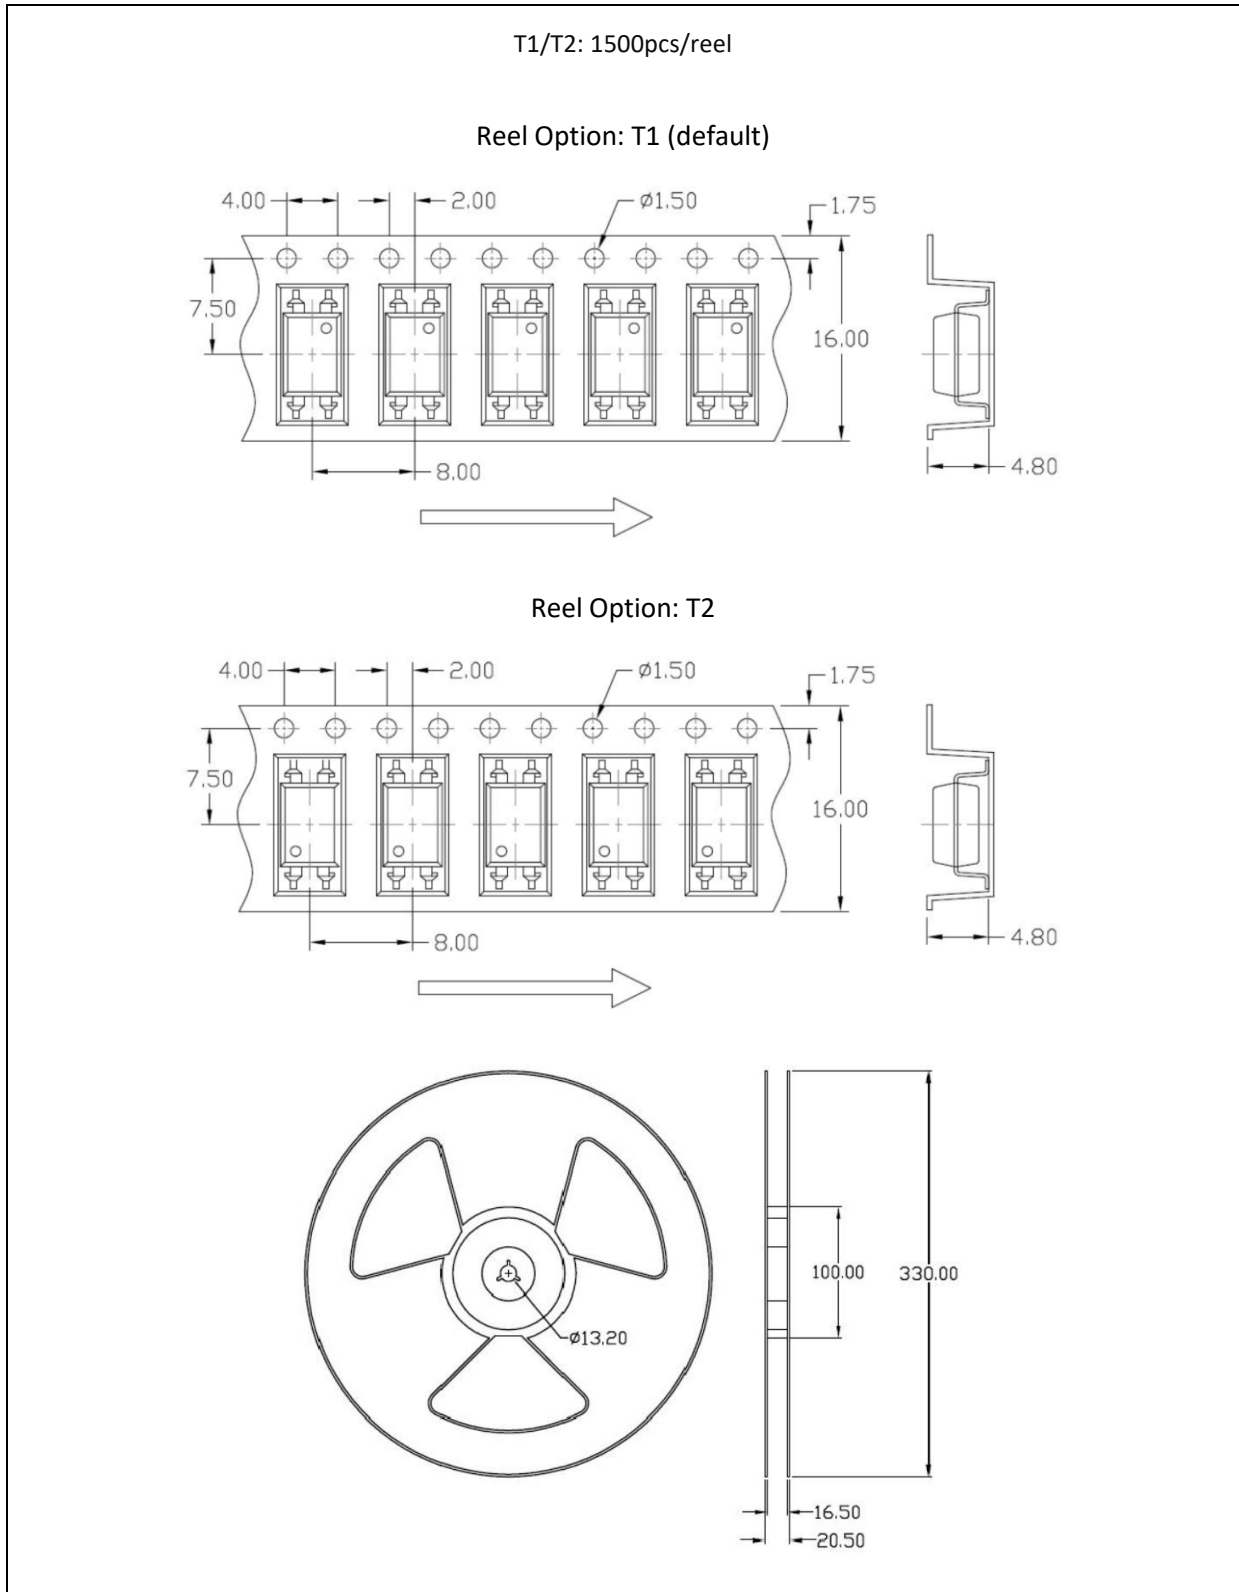 T1/T2: 1500pcs/reel
Reel Option: T1 (default)
4.00 2.00 ø1.50 1.75
7.50
16.00
8.00 4.80
Reel Option: T2
4.00 2.00 ø1.50 1.75
7.50
16.00
8.00 4.80
100.00 330.00
ø13.20
16.50
20.50